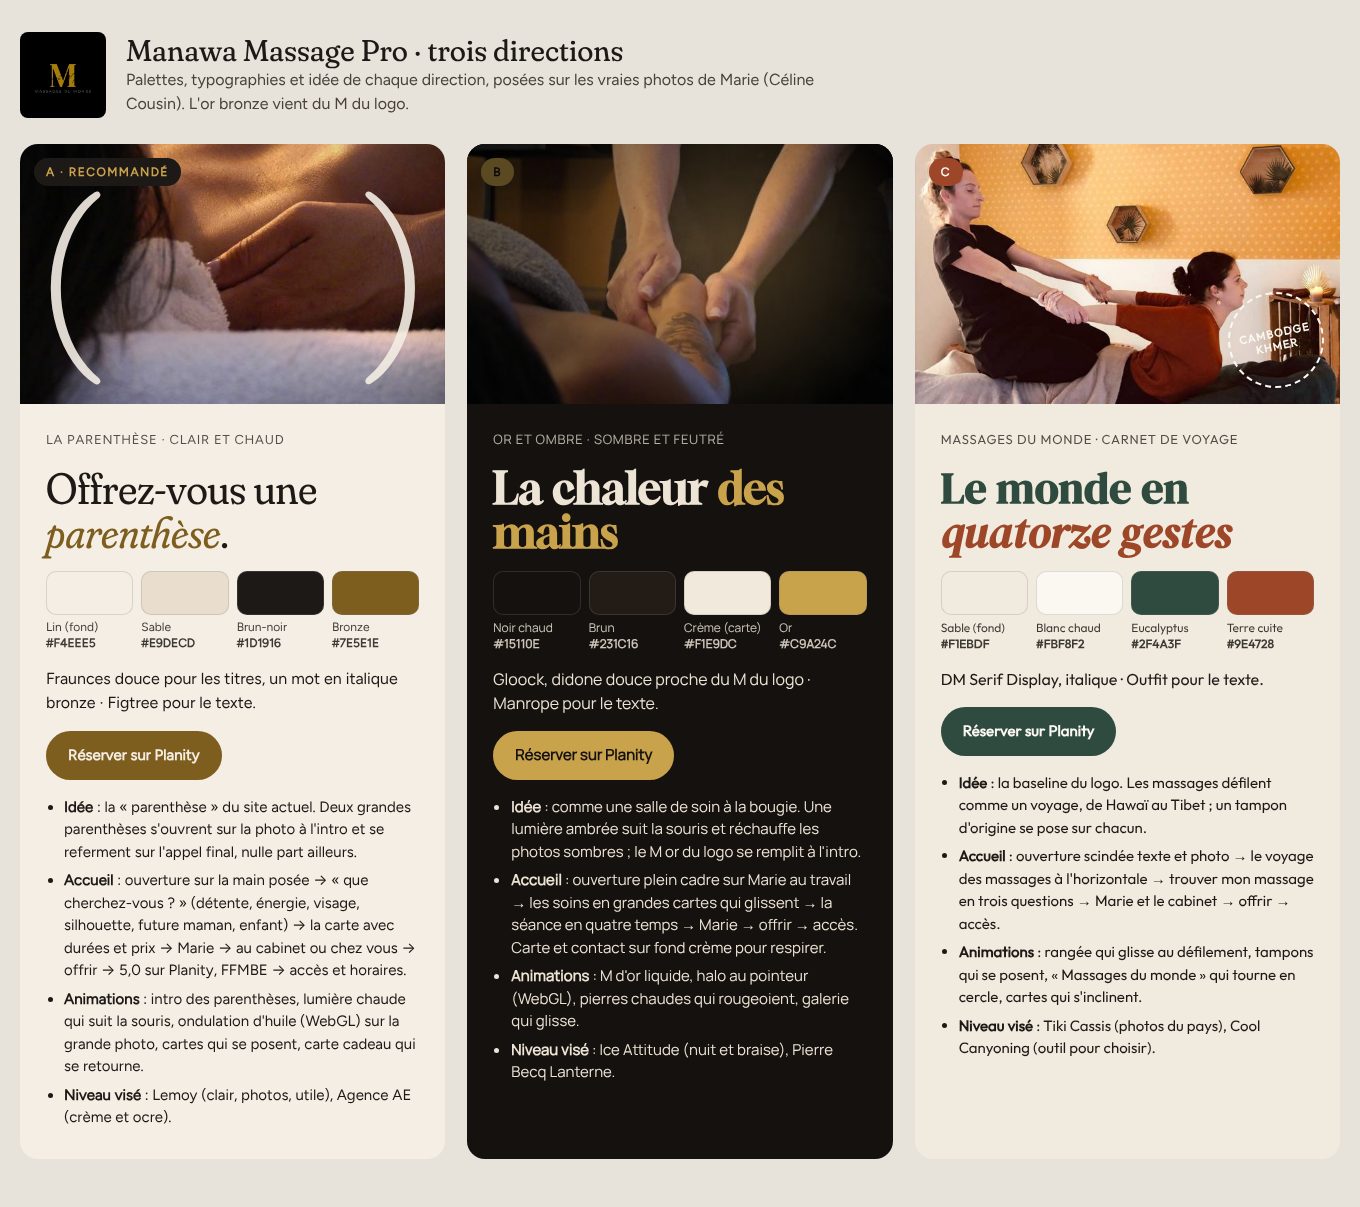 M
MASSAGES DU MONDE
Manawa Massage Pro · trois directions
Palettes, typographies et idée de chaque direction, posées sur les vraies photos de Marie (Céline
Cousin). L'or bronze vient du M du logo.
A · RECOMMANDÉ
LA PARENTHÈSE · CLAIR ET CHAUD
Offrez-vous une
parenthèse.
Lin (fond)
#F4EEE5
Sable
#E9DECD
Brun-noir
#1D1916
Bronze
#7E5E1E
Fraunces douce pour les titres, un mot en italique
bronze · Figtree pour le texte.
Réserver sur Planity
• Idée : la « parenthèse » du site actuel. Deux grandes
parenthèses s'ouvrent sur la photo à l'intro et se
referment sur l'appel final, nulle part ailleurs.
• Accueil : ouverture sur la main posée → « que
cherchez-vous ? » (détente, énergie, visage,
silhouette, future maman, enfant) → la carte avec
durées et prix → Marie → au cabinet ou chez vous →
offrir → 5,0 sur Planity, FFMBE → accès et horaires.
• Animations : intro des parenthèses, lumière chaude
qui suit la souris, ondulation d'huile (WebGL) sur la
grande photo, cartes qui se posent, carte cadeau qui
se retourne.
• Niveau visé : Lemoy (clair, photos, utile), Agence AE
(crème et ocre).
B
OR ET OMBRE · SOMBRE ET FEUTRÉ
La chaleur des
mains
Noir chaud
#15110E
Brun
#231C16
Crème (carte)
#F1E9DC
Or
#C9A24C
Gloock, didone douce proche du M du logo ·
Manrope pour le texte.
Réserver sur Planity
• Idée : comme une salle de soin à la bougie. Une
lumière ambrée suit la souris et réchauffe les
photos sombres ; le M or du logo se remplit à l'intro.
• Accueil : ouverture plein cadre sur Marie au travail
→ les soins en grandes cartes qui glissent → la
séance en quatre temps → Marie → offrir → accès.
Carte et contact sur fond crème pour respirer.
• Animations : M d'or liquide, halo au pointeur
(WebGL), pierres chaudes qui rougeoient, galerie
qui glisse.
• Niveau visé : Ice Attitude (nuit et braise), Pierre
Becq Lanterne.
C
CAMBODGE
KHMER
MASSAGES DU MONDE · CARNET DE VOYAGE
Le monde en
quatorze gestes
Sable (fond)
#F1EBDF
Blanc chaud
#FBF8F2
Eucalyptus
#2F4A3F
Terre cuite
#9E4728
DM Serif Display, italique · Outfit pour le texte.
Réserver sur Planity
• Idée : la baseline du logo. Les massages défilent
comme un voyage, de Hawaï au Tibet ; un tampon
d'origine se pose sur chacun.
• Accueil : ouverture scindée texte et photo → le voyage
des massages à l'horizontale → trouver mon massage
en trois questions → Marie et le cabinet → offrir →
accès.
• Animations : rangée qui glisse au défilement, tampons
qui se posent, « Massages du monde » qui tourne en
cercle, cartes qui s'inclinent.
• Niveau visé : Tiki Cassis (photos du pays), Cool
Canyoning (outil pour choisir).